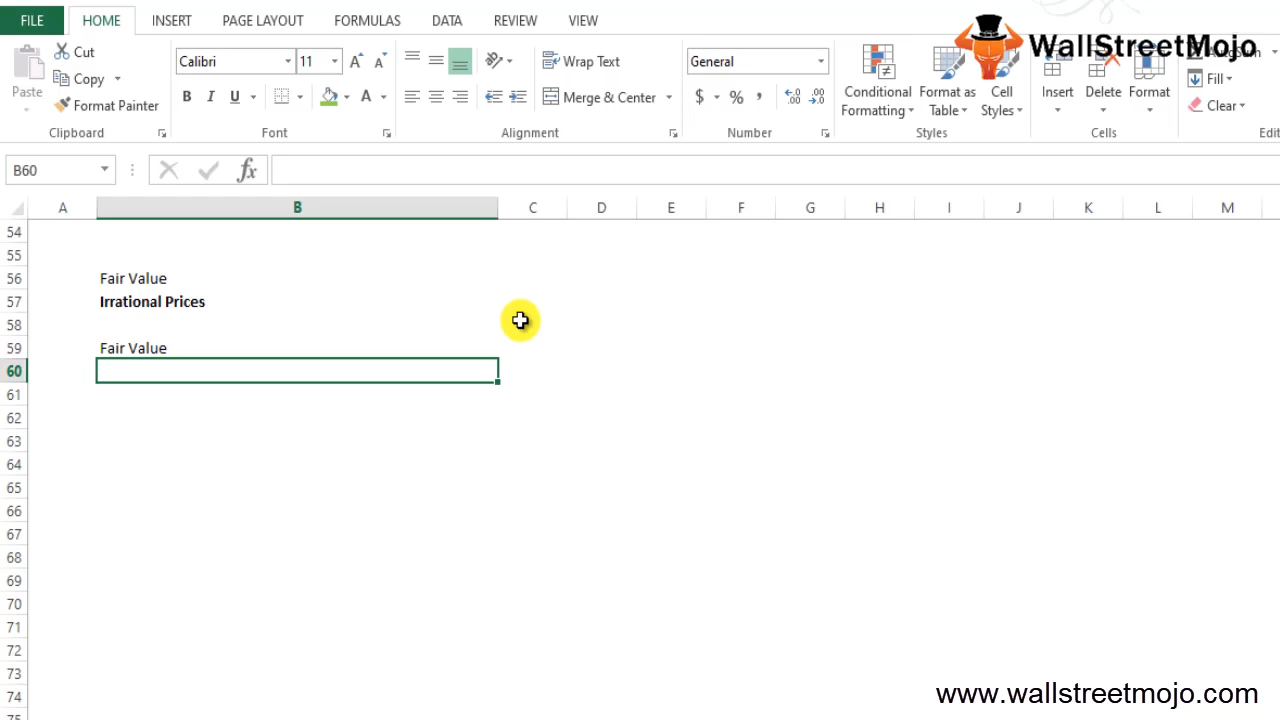 FILE HOME INSERT PAGE LAYOUT FORMULAS DATA REVIEW VIEW
WallStreetMojo
Cut
Copy
Paste
Format Painter
Clipboard
Calibri 11
B I U A
Font
Wrap Text
Merge & Center
Alignment
General
$ % ,
Number
Conditional Formatting
Format as Table
Cell Styles
Styles
Insert Delete Format
Cells
Fill
Clear
B60 fx
A B C D E F G H I J K L M
54
55
56 Fair Value
57 Irrational Prices
58
59 Fair Value
60
61
62
63
64
65
66
67
68
69
70
71
72
73
74
www.wallstreetmojo.com